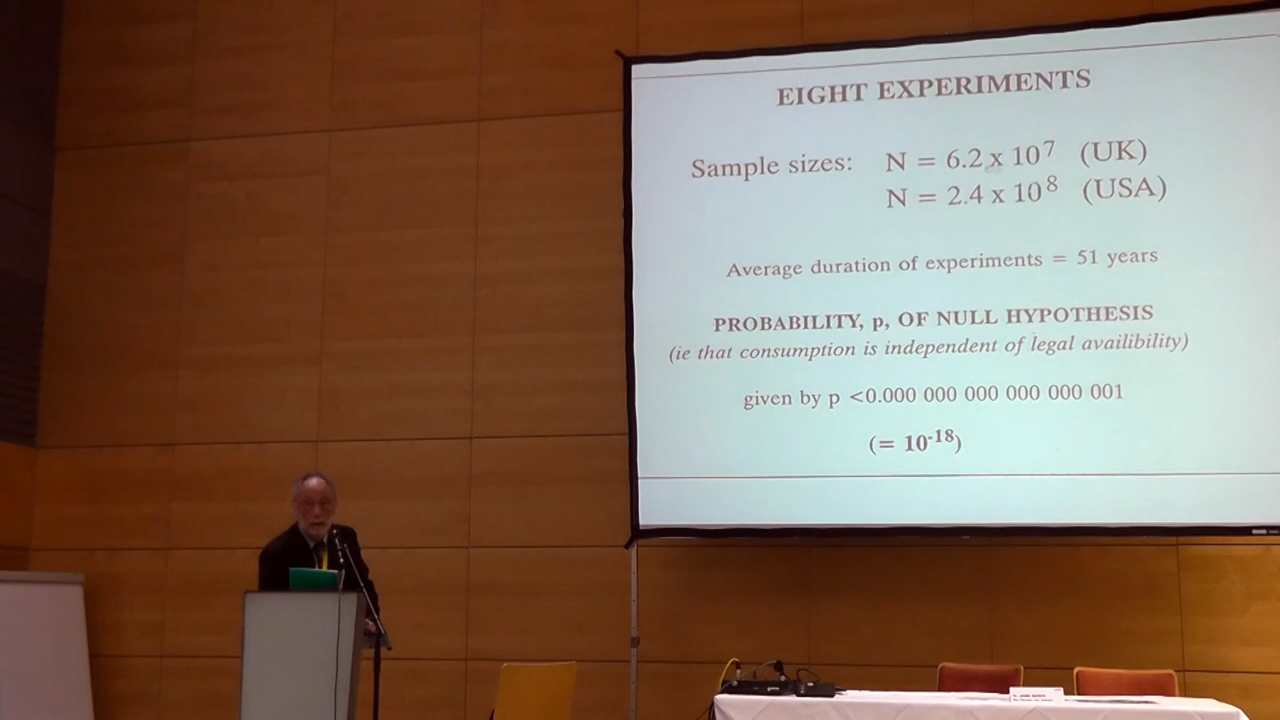 EIGHT EXPERIMENTS
Sample sizes: N = 6.2 x 10⁷ (UK)
N = 2.4 x 10⁸ (USA)
Average duration of experiments = 51 years
PROBABILITY, p, OF NULL HYPOTHESIS
(ie that consumption is independent of legal availibility)
given by p <0.000 000 000 000 000 001
(= 10⁻¹⁸)